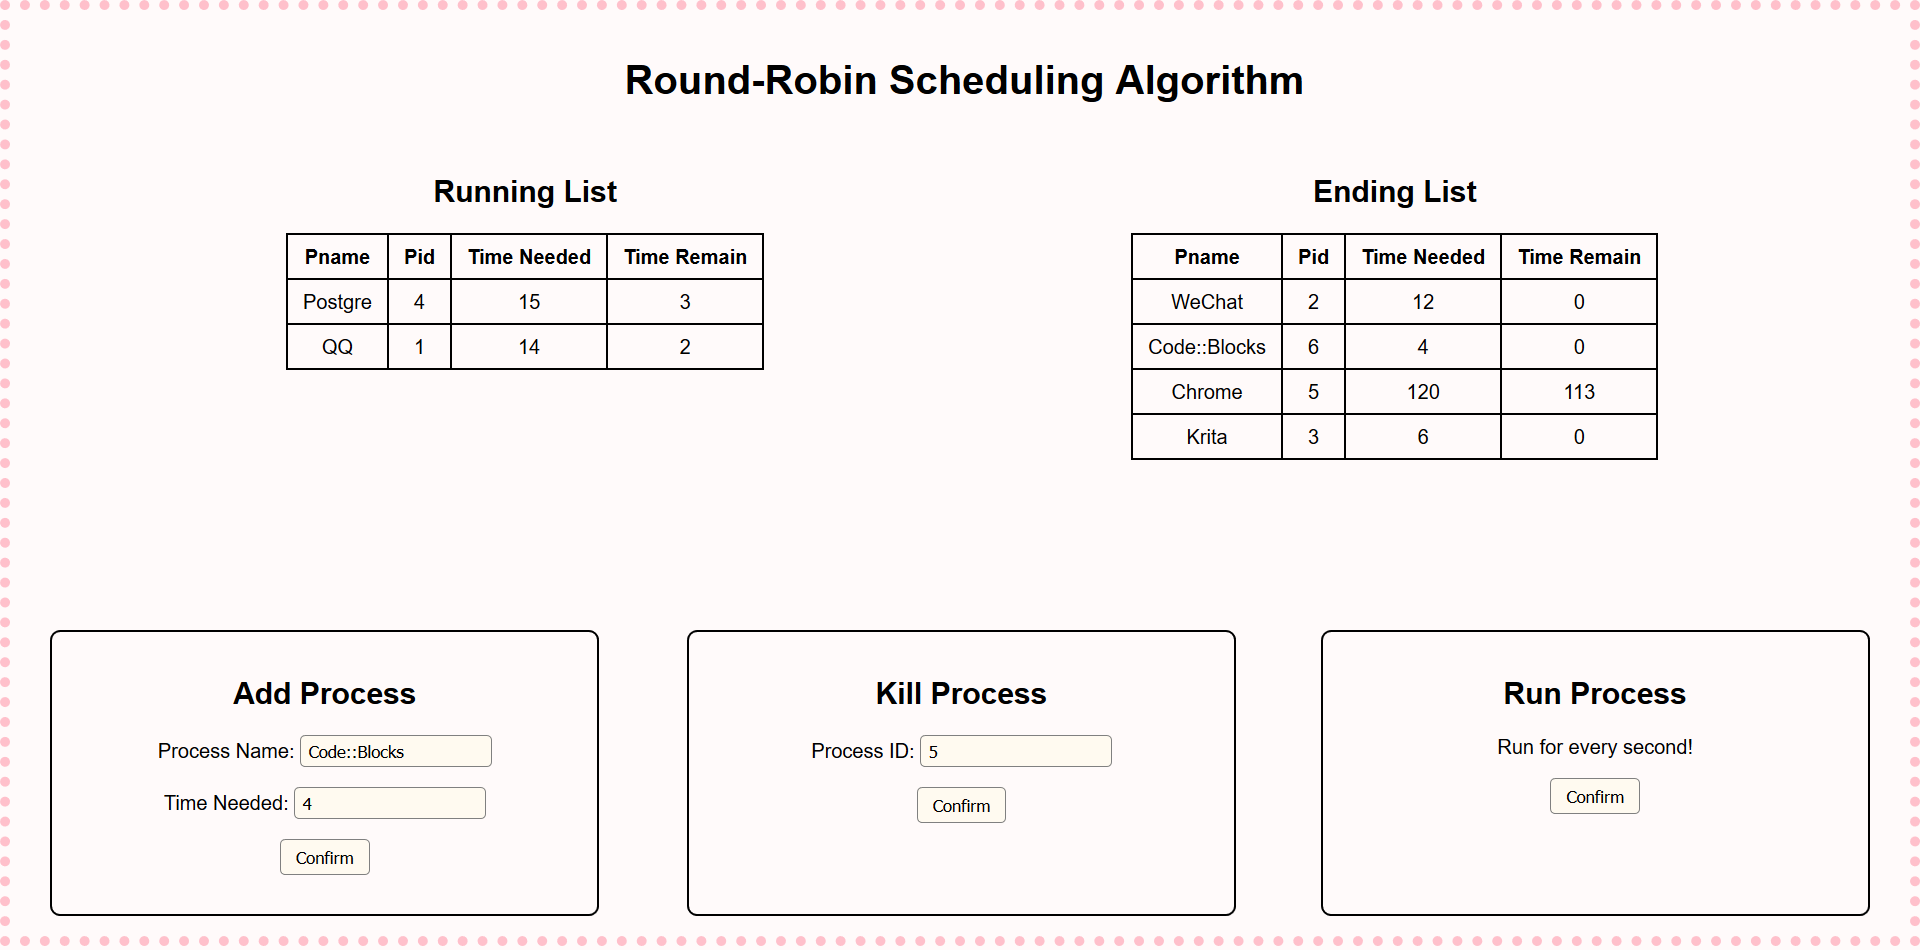 Round-Robin Scheduling Algorithm
Running List
Pname Pid Time Needed Time Remain
Postgre 4 15 3
QQ 1 14 2
Ending List
Pname Pid Time Needed Time Remain
WeChat 2 12 0
Code::Blocks 6 4 0
Chrome 5 120 113
Krita 3 6 0
Add Process
Process Name: Code::Blocks
Time Needed: 4
Confirm
Kill Process
Process ID: 5
Confirm
Run Process
Run for every second!
Confirm